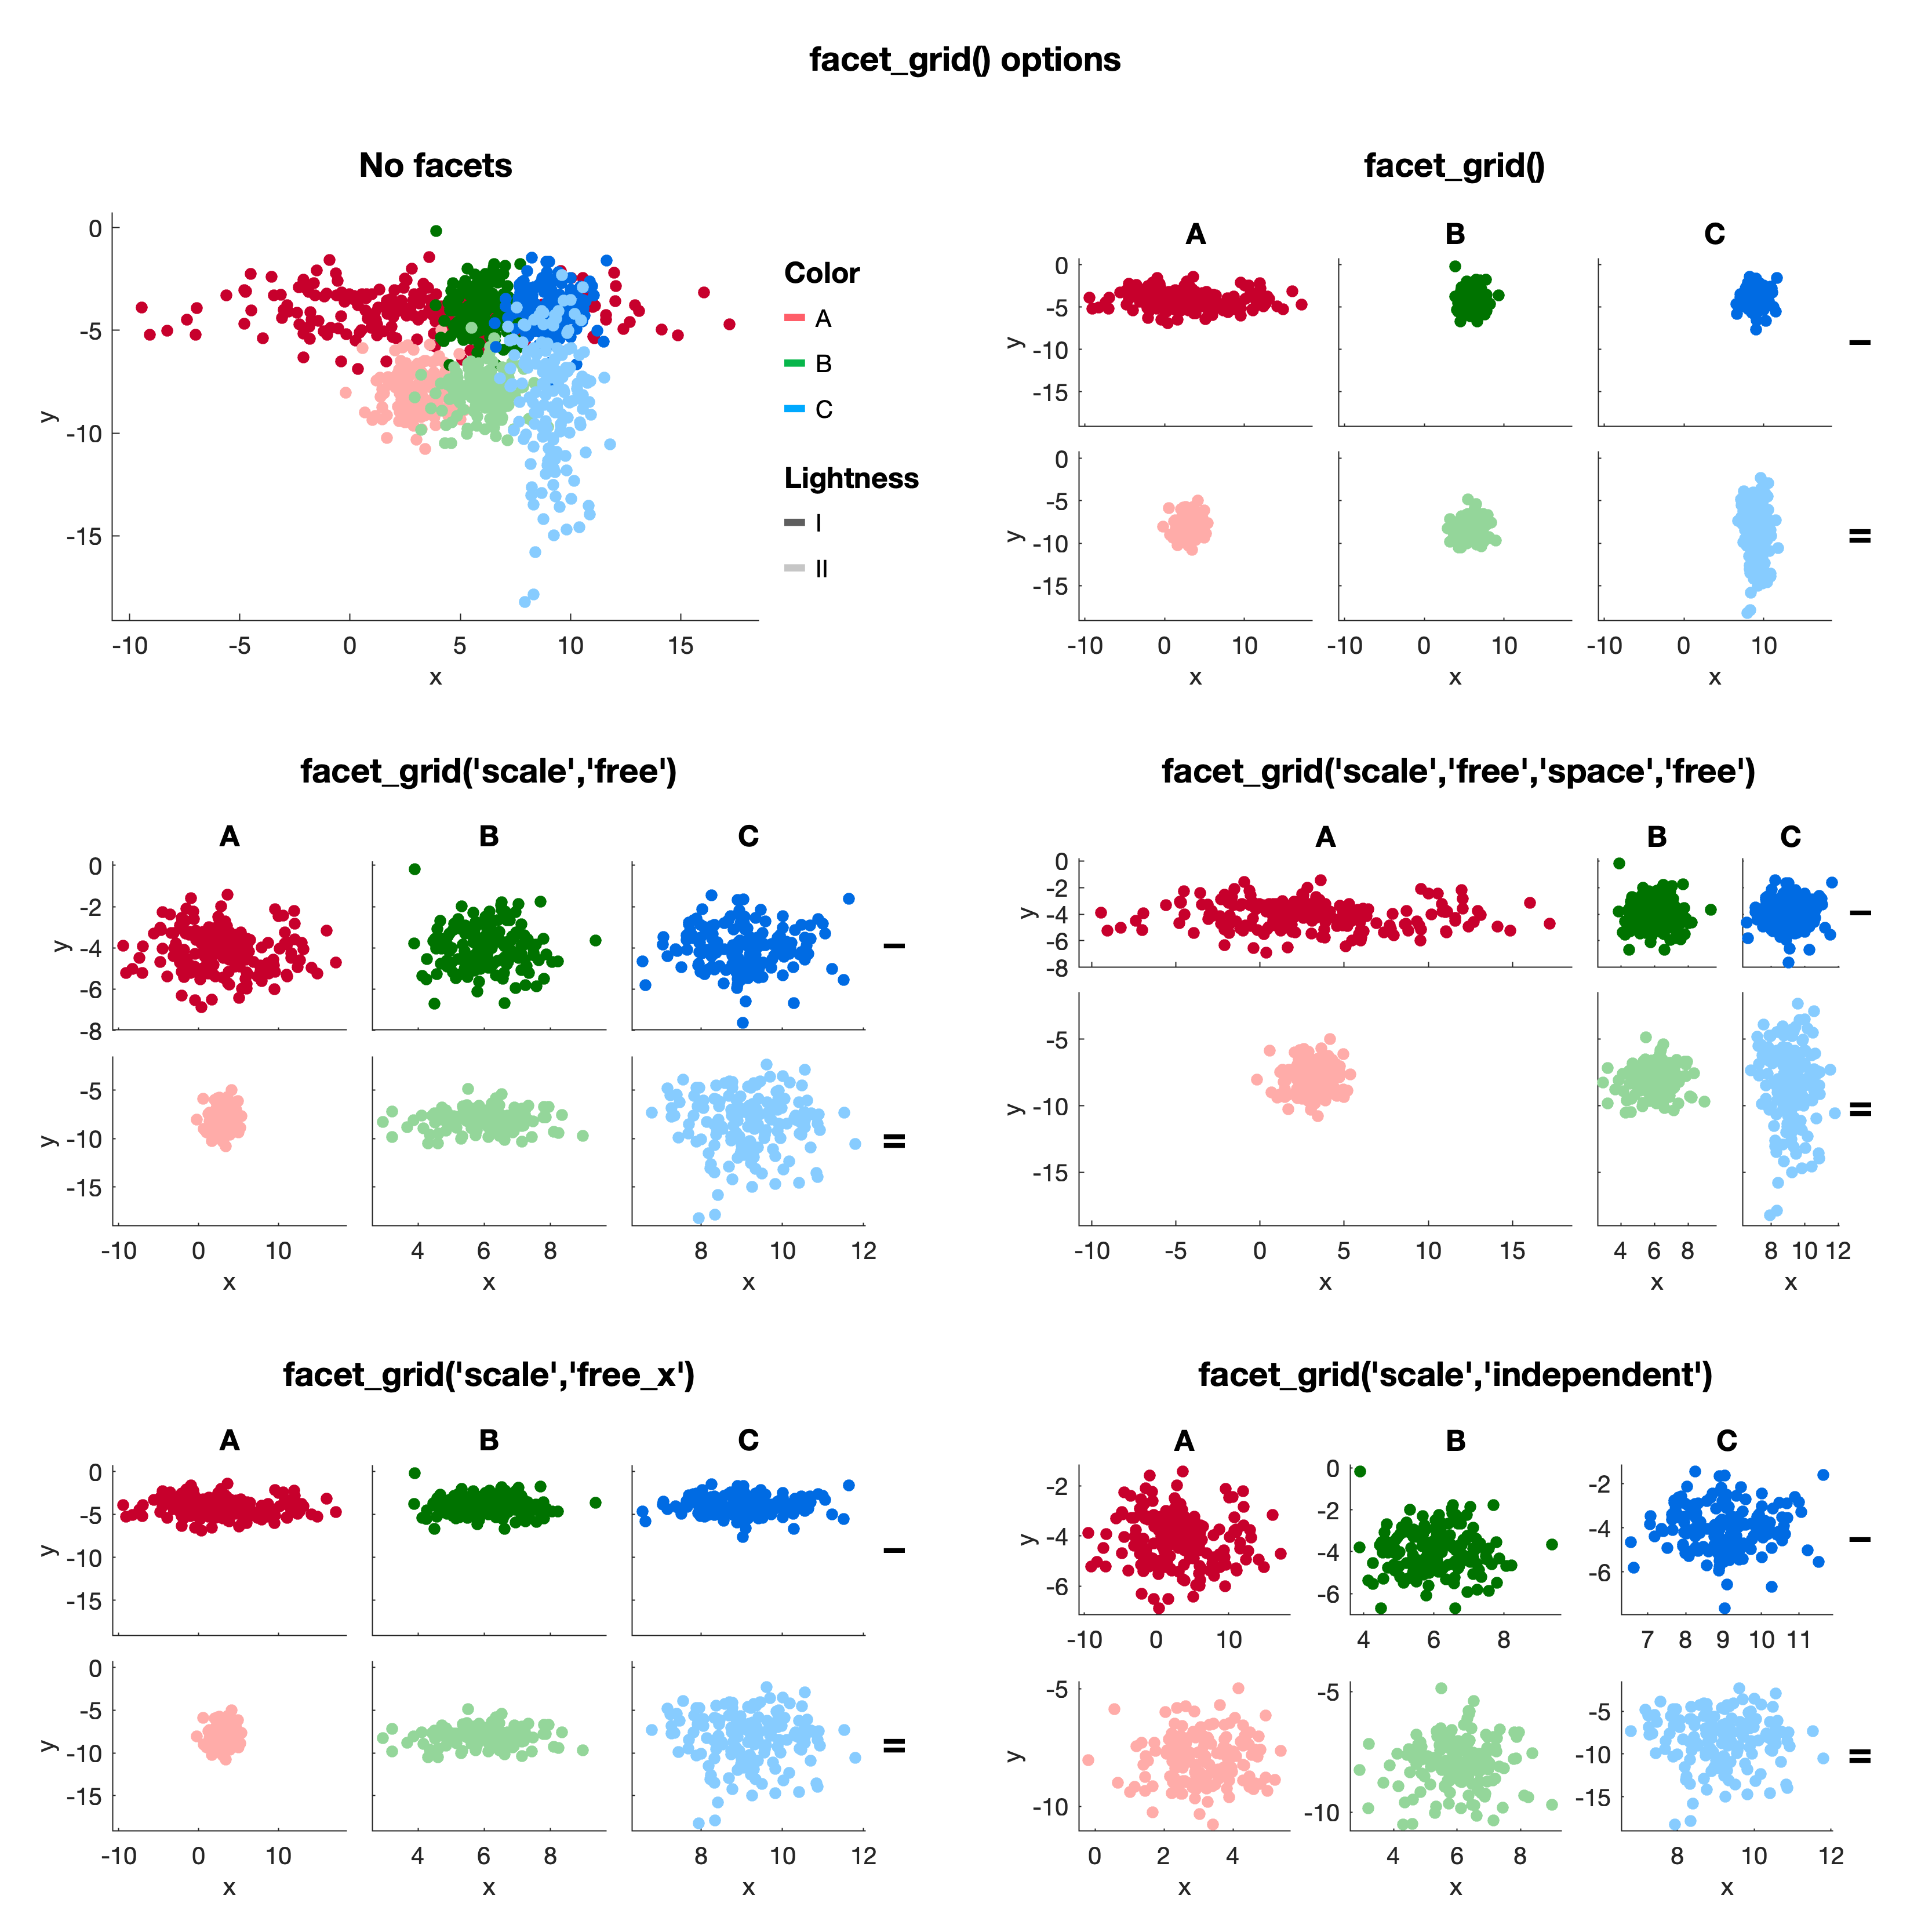 facet_grid() options
No facets
0
-5
-10
-15
y
-10 -5 0 5 10 15
x
Color
A
B
C
Lightness
I
II
facet_grid()
A B C
0
-5
-10
-15
y
I
0
-5
-10
-15
y
II
-10 0 10 -10 0 10 -10 0 10
x x x
facet_grid('scale','free')
A B C
0
-2
-4
-6
-8
y
I
-5
-10
-15
y
II
-10 0 10 4 6 8 8 10 12
x x x
facet_grid('scale','free','space','free')
A B C
0
-2
-4
-6
-8
y
I
-5
-10
-15
y
II
-10 -5 0 5 10 15 4 6 8 8 10 12
x x x
facet_grid('scale','free_x')
A B C
0
-5
-10
-15
y
I
0
-5
-10
-15
y
II
-10 0 10 4 6 8 8 10 12
x x x
facet_grid('scale','independent')
A B C
-2
-4
-6
y
0
-2
-4
-6
-2
-4
-6
I
-10 0 10 4 6 8 7 8 9 10 11
-5
-10
y
-5
-10
-5
-10
-15
II
0 2 4 4 6 8 8 10 12
x x x